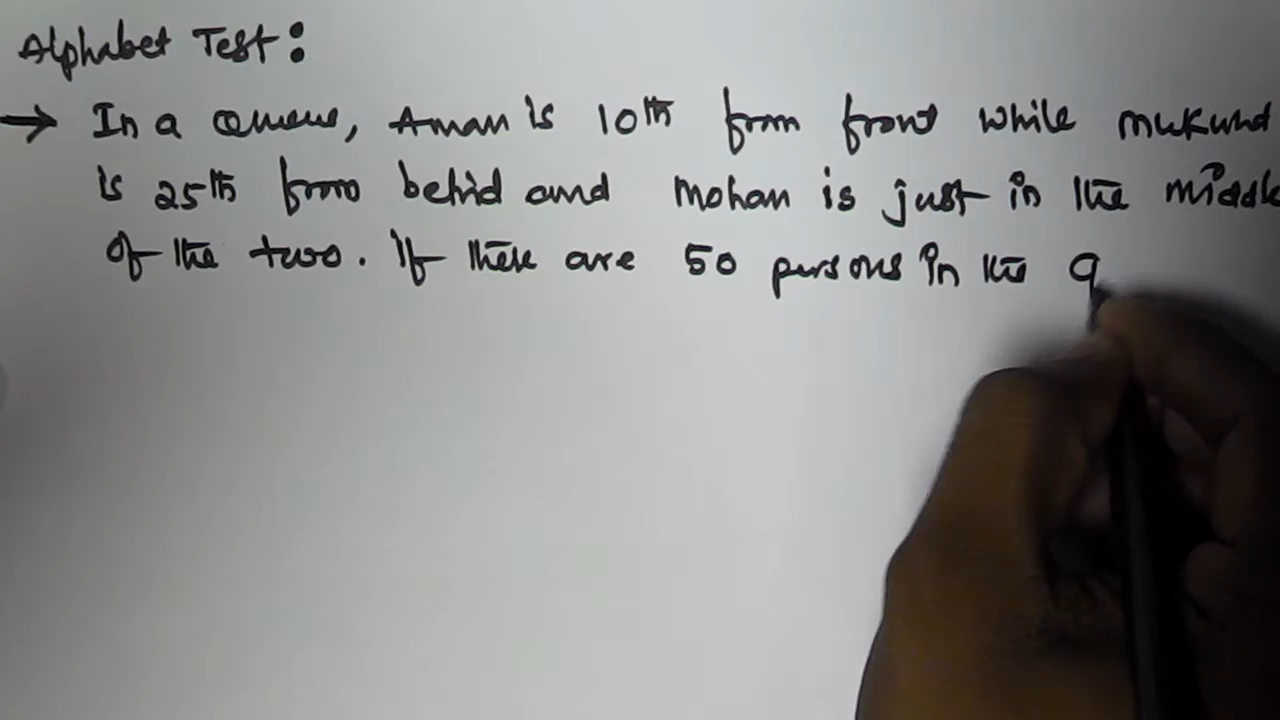 Alphabet Test:
→ In a Queue, Aman is 10th from front while mukund
is 25th from behid and Mohan is just in the middle
of the two. If there are 50 persons in the q